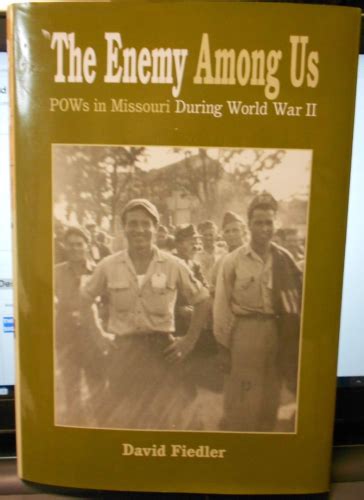 The Enemy Among Us
POWs in Missouri During World War II
David Fiedler